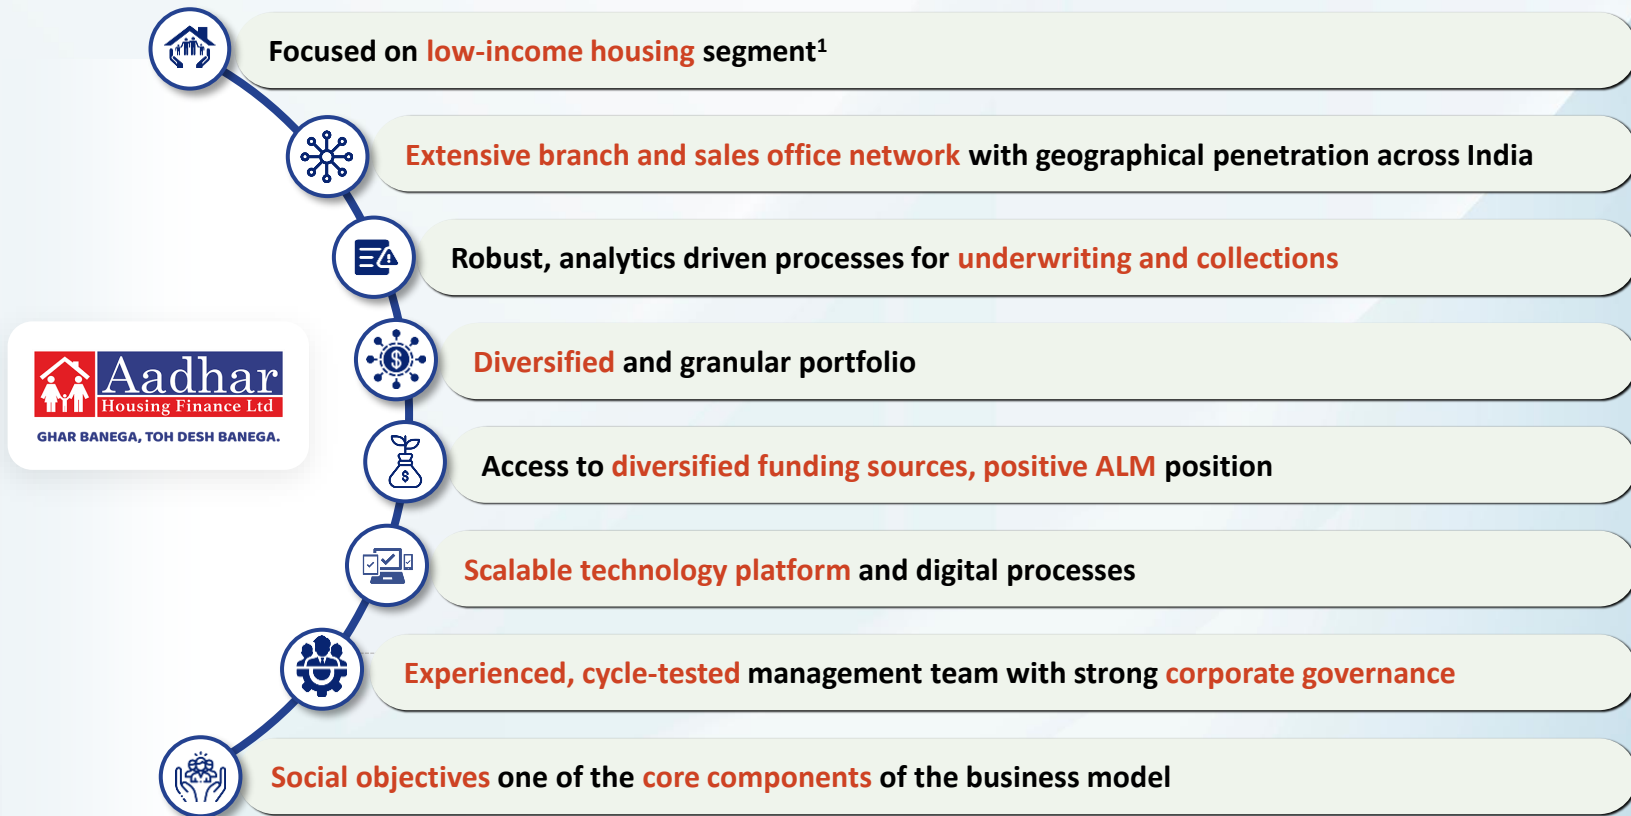 Focused on low-income housing segment¹
Extensive branch and sales office network with geographical penetration across India
Robust, analytics driven processes for underwriting and collections
Diversified and granular portfolio
Aadhar
Housing Finance Ltd
GHAR BANEGA, TOH DESH BANEGA.
Access to diversified funding sources, positive ALM position
Scalable technology platform and digital processes
Experienced, cycle-tested management team with strong corporate governance
Social objectives one of the core components of the business model